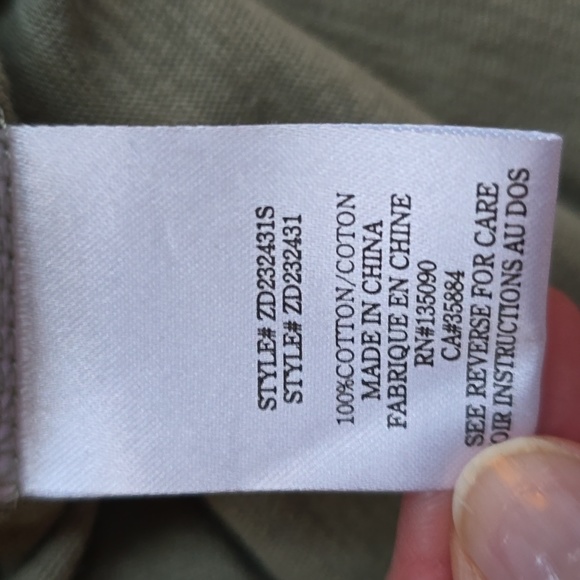 STYLE# ZD232431S
STYLE# ZD232431
100%COTTON/COTON
MADE IN CHINA
FABRIQUE EN CHINE
RN#135090
CA#35884
SEE REVERSE FOR CARE
OIR INSTRUCTIONS AU DOS